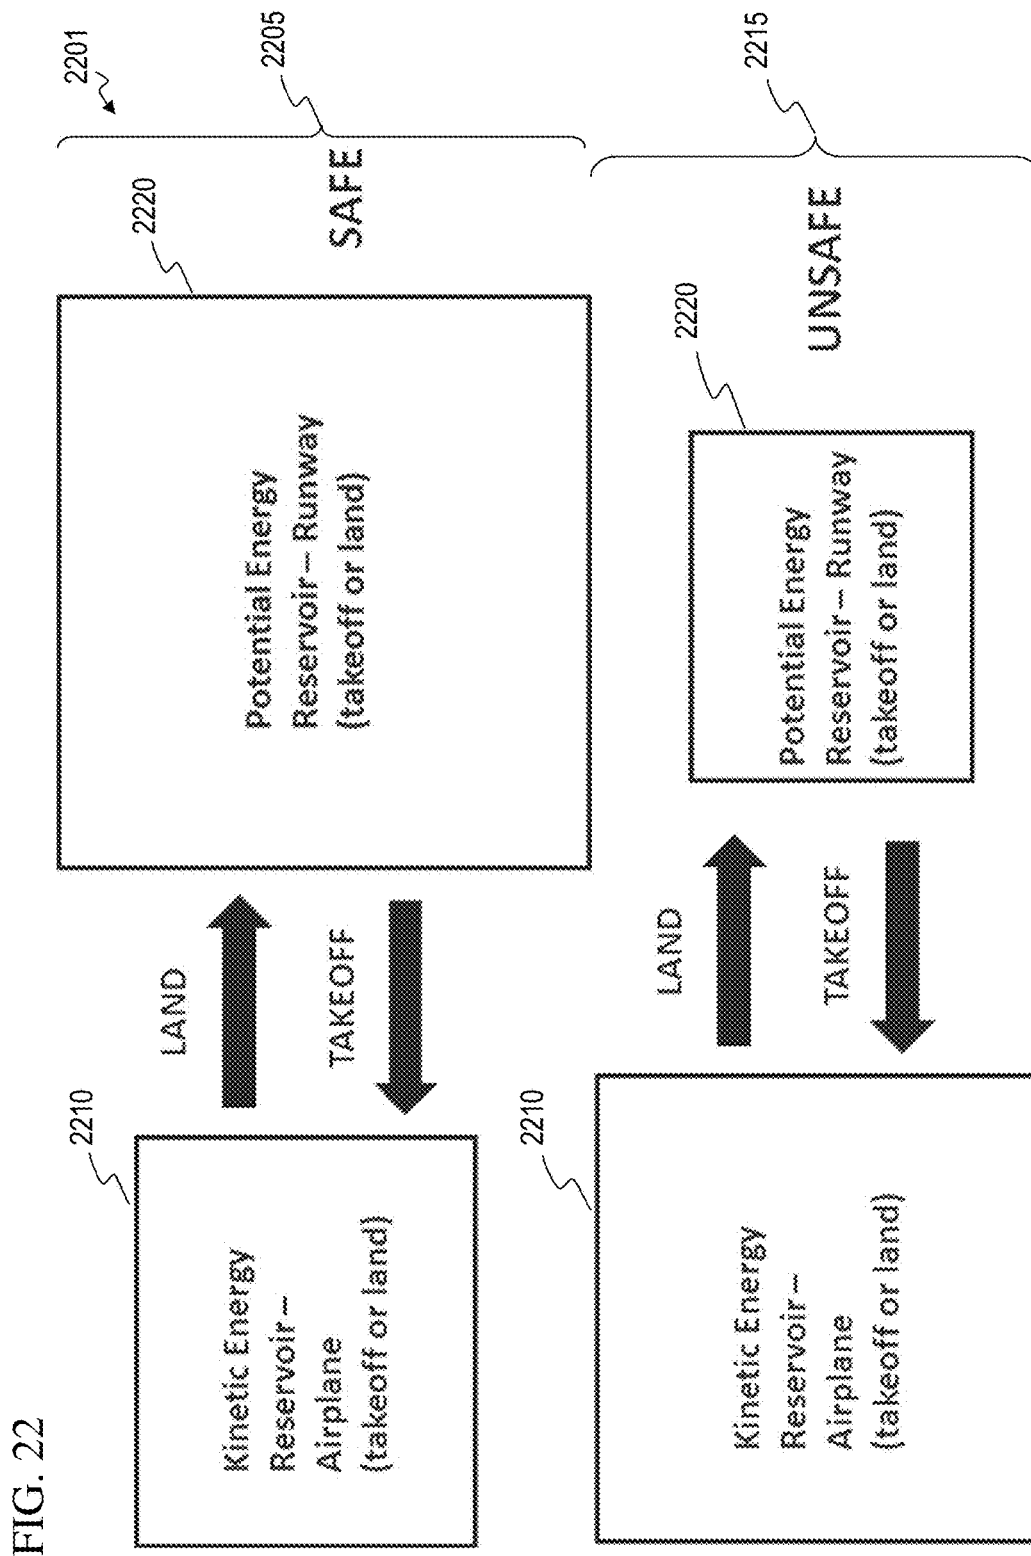 FIG. 22
2201
2205
SAFE
2210
Kinetic Energy
Reservoir—
Airplane
(takeoff or land)
LAND
TAKEOFF
2220
Potential Energy
Reservoir— Runway
(takeoff or land)
2215
UNSAFE
2210
Kinetic Energy
Reservoir—
Airplane
(takeoff or land)
LAND
TAKEOFF
2220
Potential Energy
Reservoir— Runway
(takeoff or land)